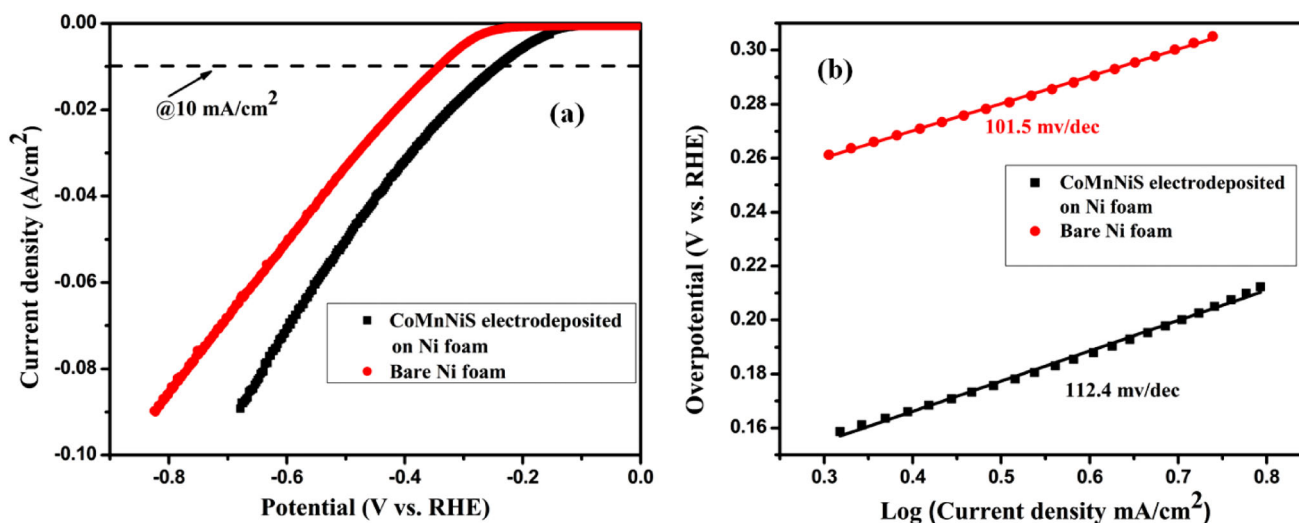 0.00
-0.02
-0.04
-0.06
-0.08
-0.10
-0.8
-0.6
-0.4
-0.2
0.0
Current density (A/cm²)
Potential (V vs. RHE)
@10 mA/cm²
(a)
CoMnNiS electrodeposited
on Ni foam
Bare Ni foam
0.30
0.28
0.26
0.24
0.22
0.20
0.18
0.16
0.3
0.4
0.5
0.6
0.7
0.8
Overpotential (V vs. RHE)
Log (Current density mA/cm²)
(b)
101.5 mv/dec
CoMnNiS electrodeposited
on Ni foam
Bare Ni foam
112.4 mv/dec